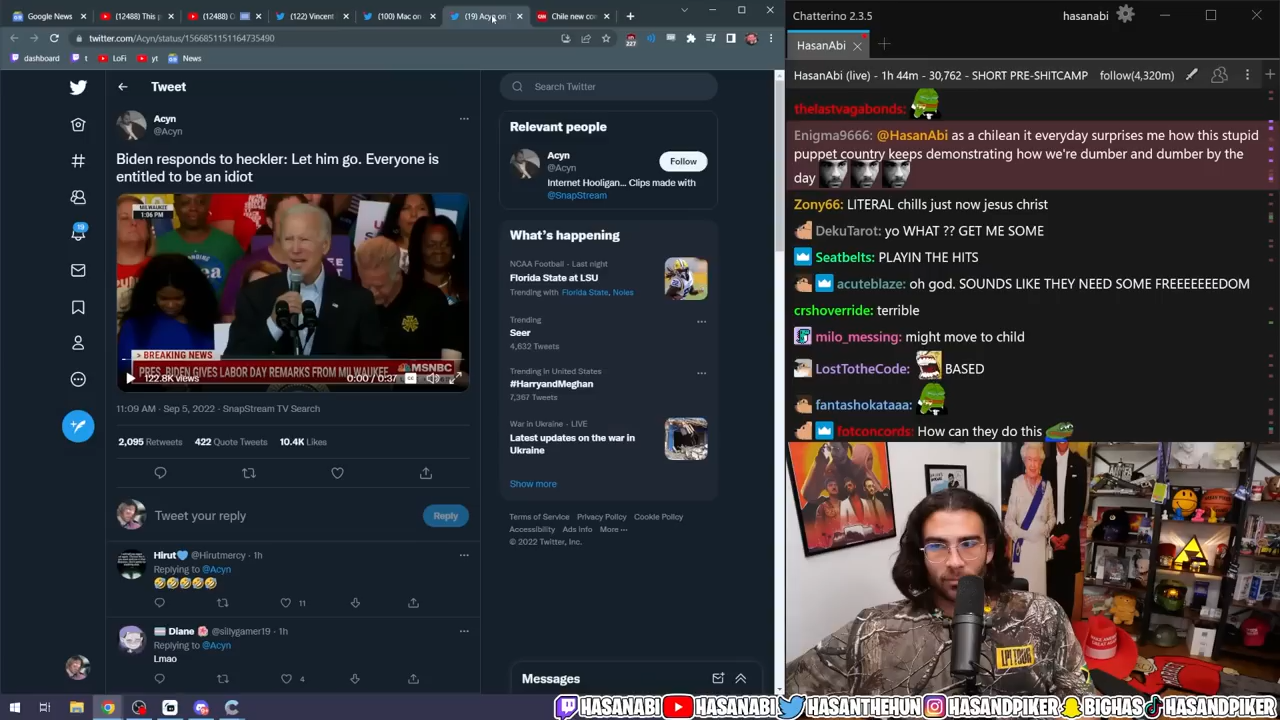 Google News
(12488) This p
(12488) C
(122) Vincent
(100) Mac on
(19) Acyn on
Chile new co
twitter.com/Acyn/status/1566851151164735490
227
dashboard
t
LoFi
yt
News
Tweet
Acyn
@Acyn
Biden responds to heckler: Let him go. Everyone is
entitled to be an idiot
MILWAUKEE
1:06 PM
> BREAKING NEWS
PRES. BIDEN GIVES LABOR DAY REMARKS FROM MILWAUKEE
MSNBC
122.8K views
0:00 / 0:37
11:09 AM · Sep 5, 2022 · SnapStream TV Search
2,095 Retweets 422 Quote Tweets 10.4K Likes
Tweet your reply
Reply
Hirut @Hirutmercy · 1h
Replying to @Acyn
11
Diane @sillygamer19 · 1h
Replying to @Acyn
Lmao
4
19
Search Twitter
Relevant people
Acyn
@Acyn
Follow
Internet Hooligan... Clips made with
@SnapStream
What's happening
NCAA Football · Last night
Florida State at LSU
Trending with Florida State, Noles
Trending
Seer
4,632 Tweets
Trending in United States
#HarryandMeghan
7,367 Tweets
War in Ukraine · LIVE
Latest updates on the war in
Ukraine
Show more
Terms of Service Privacy Policy Cookie Policy
Accessibility Ads Info More ···
© 2022 Twitter, Inc.
Messages
Chatterino 2.3.5
hasanabi
HasanAbi
HasanAbi (live) - 1h 44m - 30,762 - SHORT PRE-SHITCAMP
follow(4,320m)
thelastvagabonds:
Enigma9666: @HasanAbi as a chilean it everyday surprises me how this stupid
puppet country keeps demonstrating how we're dumber and dumber by the
day
Zony66: LITERAL chills just now jesus christ
DekuTarot: yo WHAT ?? GET ME SOME
Seatbelts: PLAYIN THE HITS
acuteblaze: oh god. SOUNDS LIKE THEY NEED SOME FREEEEEEDOM
crshoverride: terrible
milo_messing: might move to child
LostTotheCode: BASED
fantashokataaa:
fotconcords: How can they do this
HASANABI
HASANABI
HASANTHEHUN
HASANDPIKER
BIGHAS
HASANDPIKER